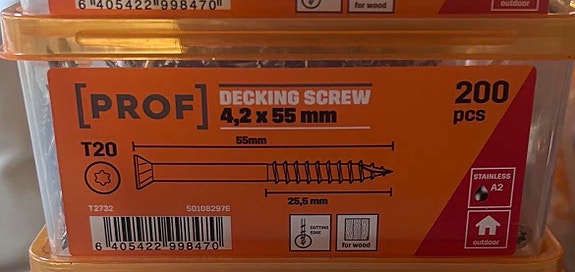 6 405422 998470
for wood
outdoor
[PROF]
DECKING SCREW
4,2 x 55 mm
200
pcs
55mm
T20
25,5 mm
T2732 501082976
6 405422 998470
CUTTING
EDGE
for wood
STAINLESS
A2
outdoor